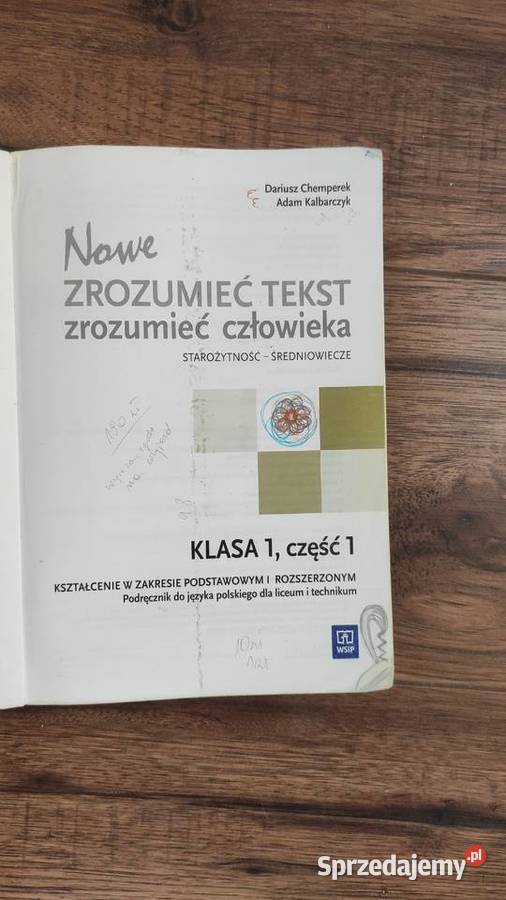 Dariusz Chemperek
Adam Kalbarczyk
Nowe
ZROZUMIEĆ TEKST
zrozumieć człowieka
STAROŻYTNOŚĆ – ŚREDNIOWIECZE
KLASA 1, część 1
KSZTAŁCENIE W ZAKRESIE PODSTAWOWYM I ROZSZERZONYM
Podręcznik do języka polskiego dla liceum i technikum
WSiP
Sprzedajemy.pl